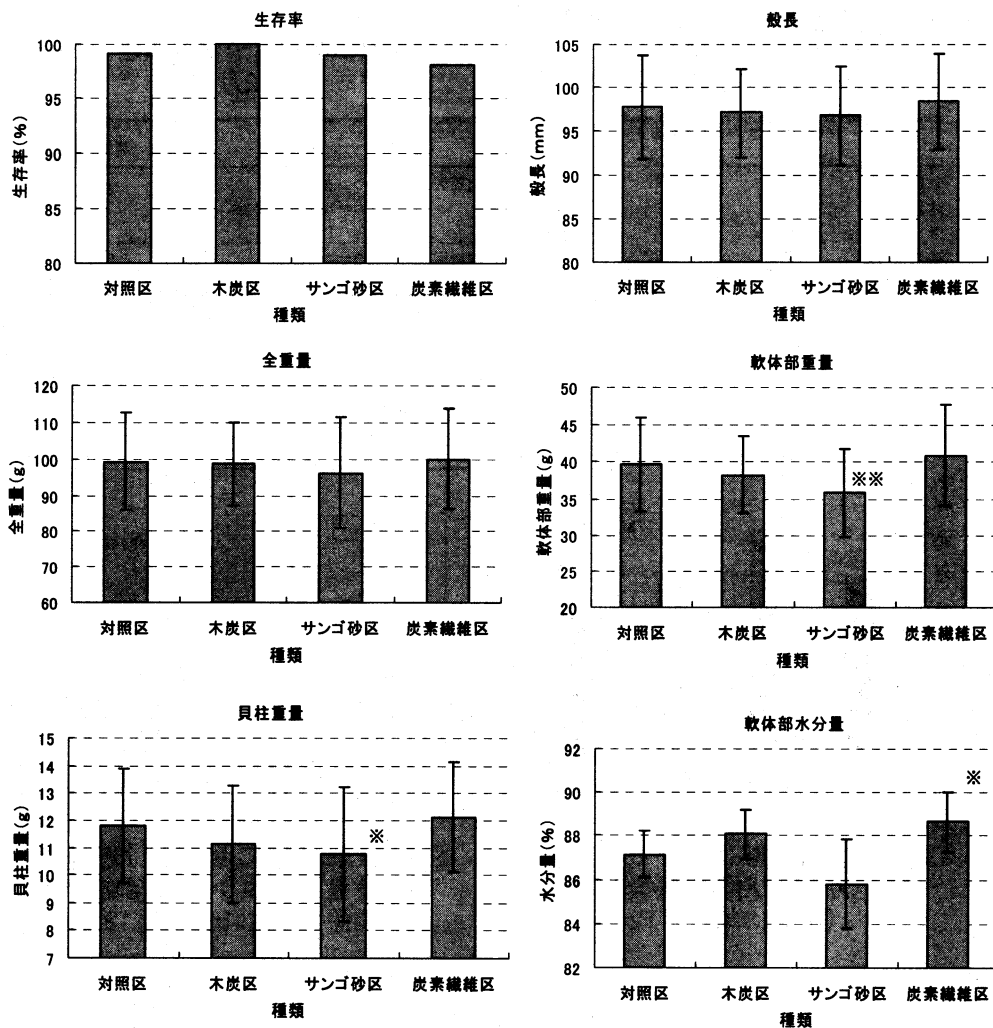 生存率
生存率(%)
100
95
90
85
80
対照区 木炭区 サンゴ砂区 炭素繊維区
種類
殻長
殻長(mm)
105
100
95
90
85
80
対照区 木炭区 サンゴ砂区 炭素繊維区
種類
全重量
全重量(g)
120
110
100
90
80
70
60
対照区 木炭区 サンゴ砂区 炭素繊維区
種類
軟体部重量
軟体部重量(g)
50
45
40
35
30
25
20
※※
対照区 木炭区 サンゴ砂区 炭素繊維区
種類
貝柱重量
貝柱重量(g)
15
14
13
12
11
10
9
8
7
※
対照区 木炭区 サンゴ砂区 炭素繊維区
種類
軟体部水分量
水分量(%)
92
90
88
86
84
82
※
対照区 木炭区 サンゴ砂区 炭素繊維区
種類